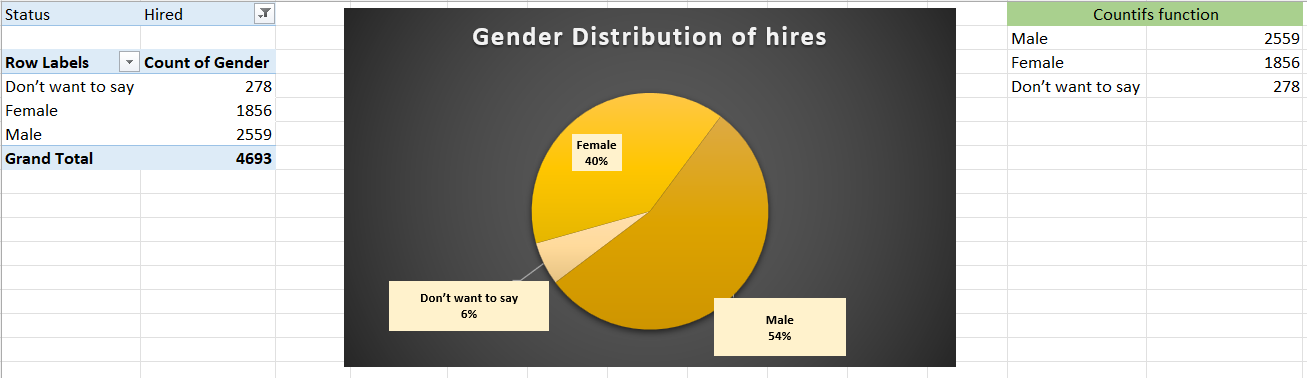 Status Hired
Row Labels Count of Gender
Don’t want to say 278
Female 1856
Male 2559
Grand Total 4693
Gender Distribution of hires
Female
40%
Don’t want to say
6%
Male
54%
Countifs function
Male 2559
Female 1856
Don’t want to say 278